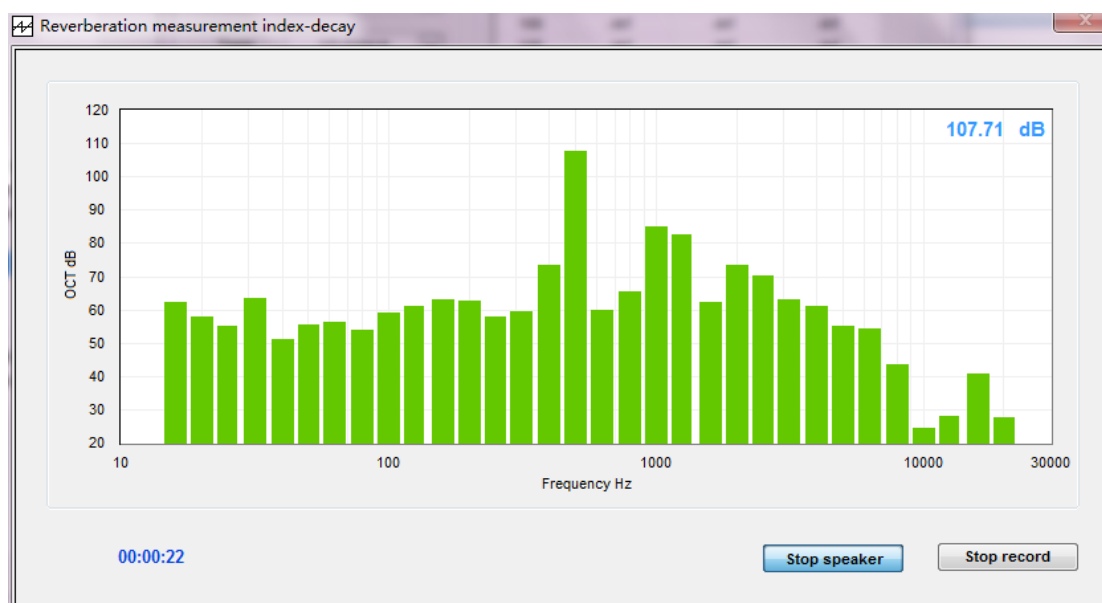 Reverberation measurement index-decay
107.71 dB
120
110
100
90
80
70
60
50
40
30
20
OCT dB
10 100 1000 10000 30000
Frequency Hz
00:00:22 Stop speaker Stop record